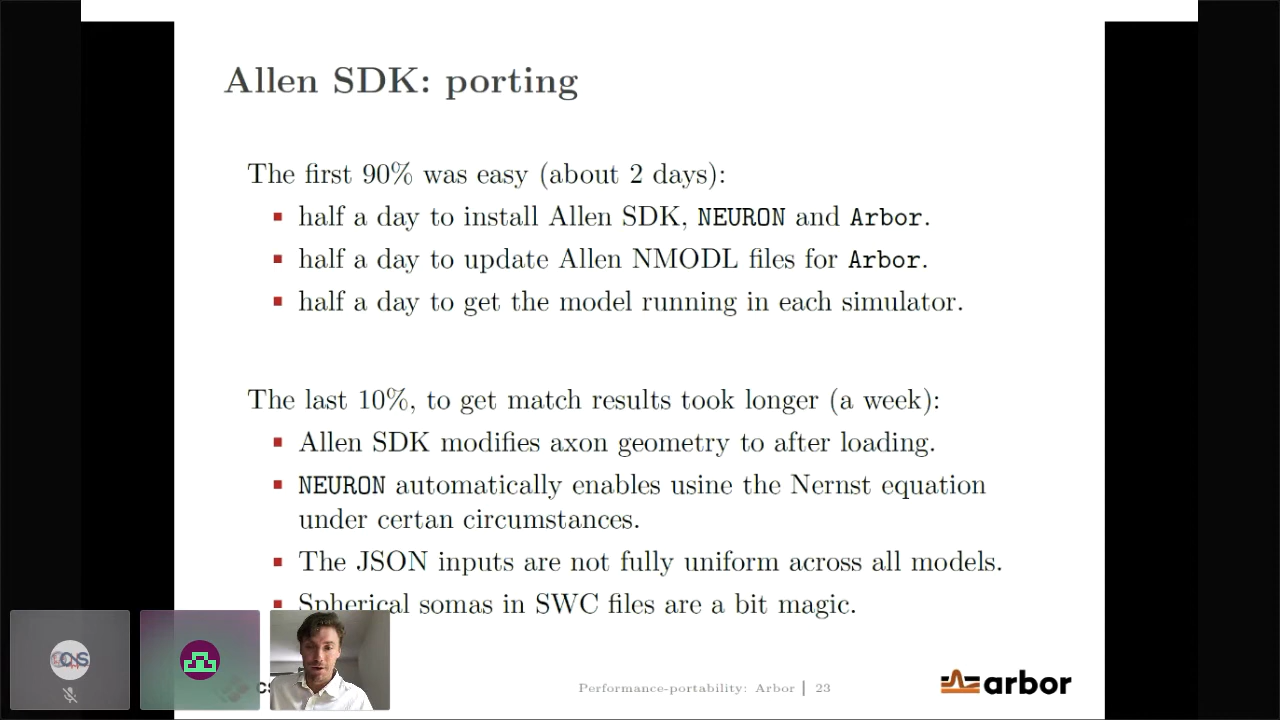 Allen SDK: porting
The first 90% was easy (about 2 days):
half a day to install Allen SDK, NEURON and Arbor.
half a day to update Allen NMODL files for Arbor.
half a day to get the model running in each simulator.
The last 10%, to get match results took longer (a week):
Allen SDK modifies axon geometry to after loading.
NEURON automatically enables usine the Nernst equation
under certan circumstances.
The JSON inputs are not fully uniform across all models.
Spherical somas in SWC files are a bit magic.
Performance-portability: Arbor | 23
arbor